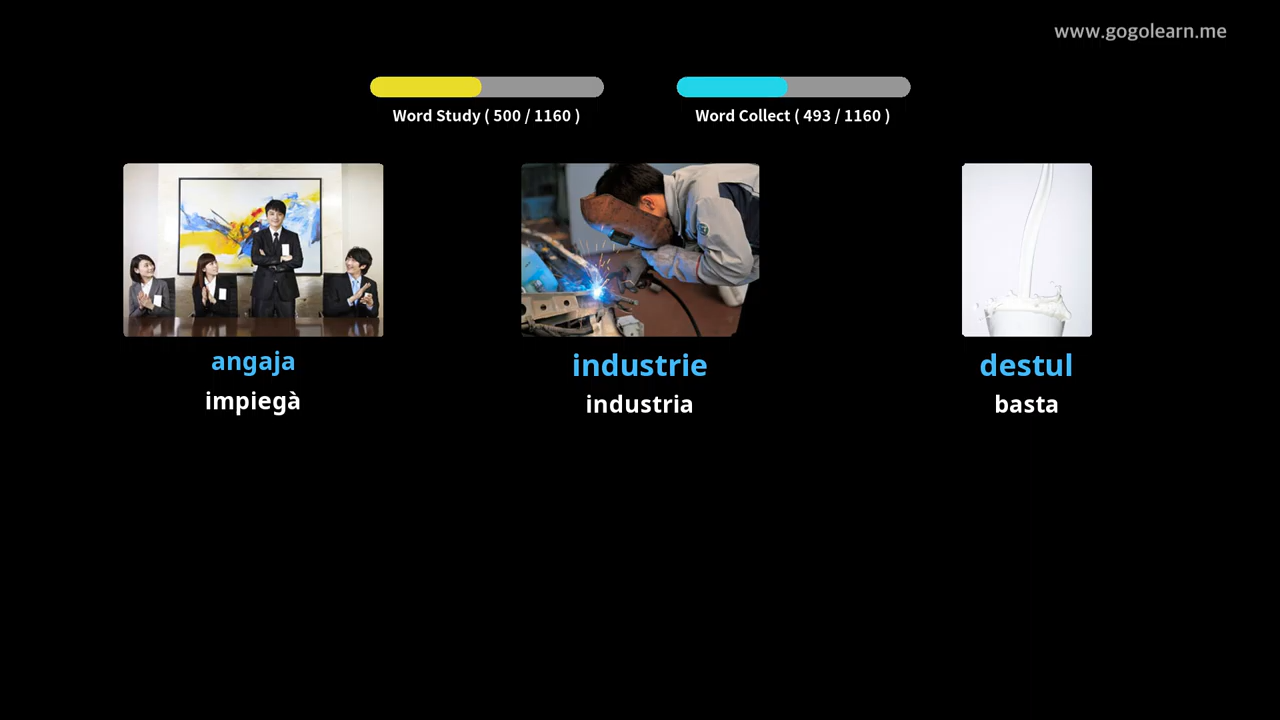 www.gogolearn.me
Word Study ( 500 / 1160 )
Word Collect ( 493 / 1160 )
angaja
impiegà
industrie
industria
destul
basta